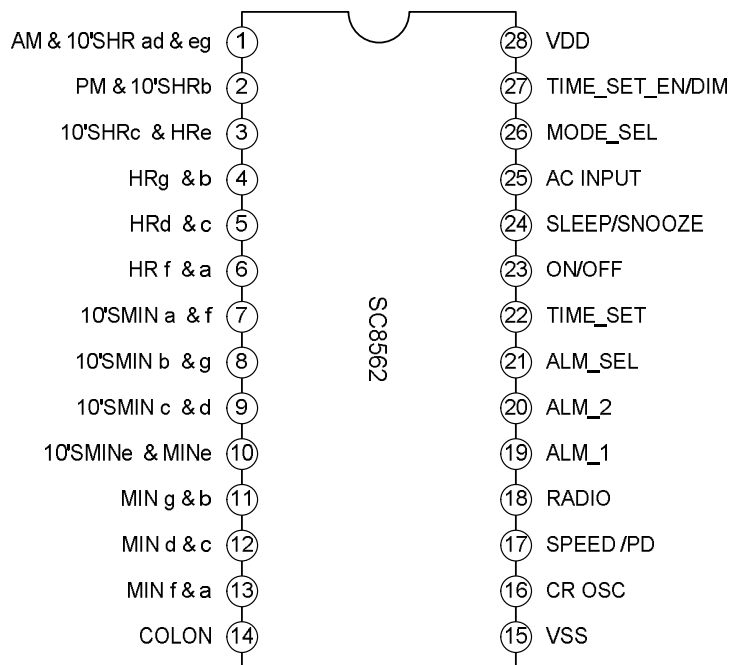 AM & 10'SHR ad & eg 1 28 VDD
PM & 10'SHRb 2 27 TIME_SET_EN/DIM
10'SHRc & HRe 3 26 MODE_SEL
HRg & b 4 25 AC INPUT
HRd & c 5 24 SLEEP/SNOOZE
HR f & a 6 23 ON/OFF
10'SMIN a & f 7 22 TIME_SET
10'SMIN b & g 8 21 ALM_SEL
10'SMIN c & d 9 20 ALM_2
10'SMINe & MINe 10 19 ALM_1
MIN g & b 11 18 RADIO
MIN d & c 12 17 SPEED /PD
MIN f & a 13 16 CR OSC
COLON 14 15 VSS
SC8562